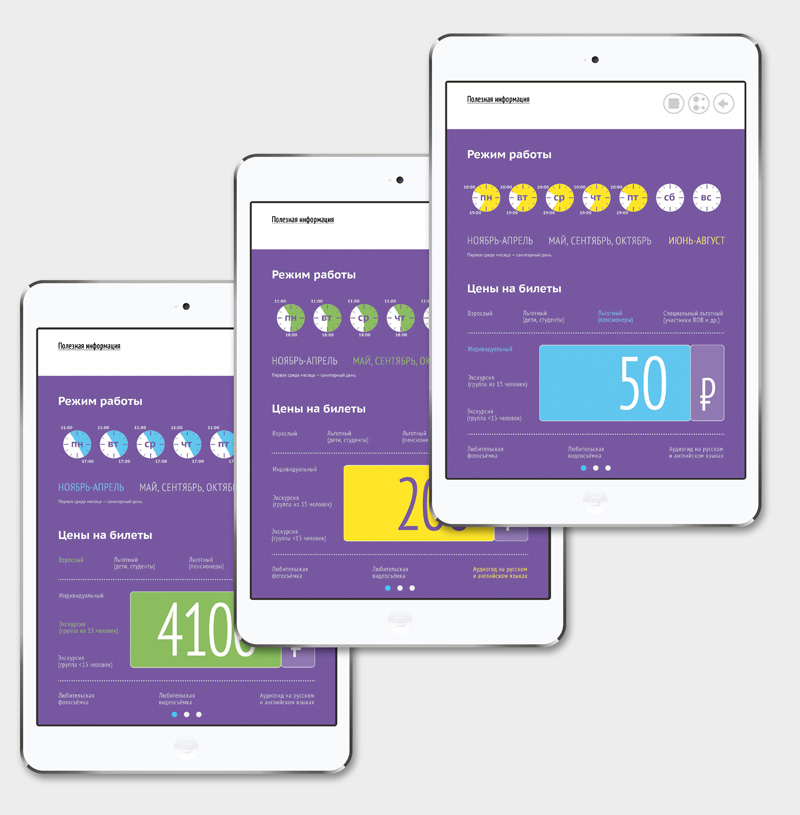 Полезная информация
Режим работы
10:00 10:00 10:00 10:00 10:00
пн вт ср чт пт сб вс
19:00 19:00 19:00 19:00 19:00
НОЯБРЬ-АПРЕЛЬ МАЙ, СЕНТЯБРЬ, ОКТЯБРЬ ИЮНЬ-АВГУСТ
Первая среда месяца — санитарный день.
Цены на билеты
Взрослый Льготный Льготный Специальный льготный
(дети, студенты) (пенсионеры) (участники ВОВ и др.)
Индивидуальный
50 ₽
Экскурсия
(группа из 15 человек)
Экскурсия
(группа <15 человек)
Любительская Любительская Аудиогид на русском
фотосъёмка видеосъёмка и английском языках
Полезная информация
Режим работы
11:00 11:00 11:00 11:00
пн вт ср чт
18:00 18:00 18:00 18:00
НОЯБРЬ-АПРЕЛЬ МАЙ, СЕНТЯБРЬ, ОК
Первая среда месяца — санитарный день.
Цены на билеты
Взрослый Льготный Льготный
(дети, студенты) (пенсионе
Индивидуальный
200
Экскурсия
(группа из 15 человек)
Экскурсия
(группа <15 человек)
Любительская Любительская Аудиогид на русском
фотосъёмка видеосъёмка и английском языках
Полезная информация
Режим работы
11:00 11:00 11:00 11:00 11:00
пн вт ср чт пт
17:00 17:00 17:00 17:00 17:00
НОЯБРЬ-АПРЕЛЬ МАЙ, СЕНТЯБРЬ, ОКТЯБ
Первая среда месяца — санитарный день.
Цены на билеты
Взрослый Льготный Льготный
(дети, студенты) (пенсионеры)
Индивидуальный
4100
Экскурсия
(группа из 15 человек)
Экскурсия
(группа <15 человек)
Любительская Любительская Аудиогид на русском
фотосъёмка видеосъёмка и английском языках